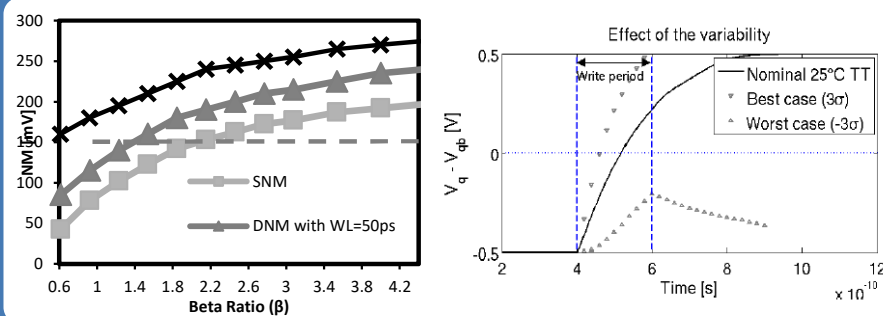 NM [mV]
300
250
200
150
100
50
0
SNM
DNM with WL=50ps
0.6 1 1.4 1.8 2.2 2.6 3 3.4 3.8 4.2
Beta Ratio (β)
Effect of the variability
V_q - V_qb [V]
0.5
0
-0.5
Write period
Nominal 25°C TT
Best case (3σ)
Worst case (-3σ)
2 4 6 8 10 12
Time [s]
x 10^-10